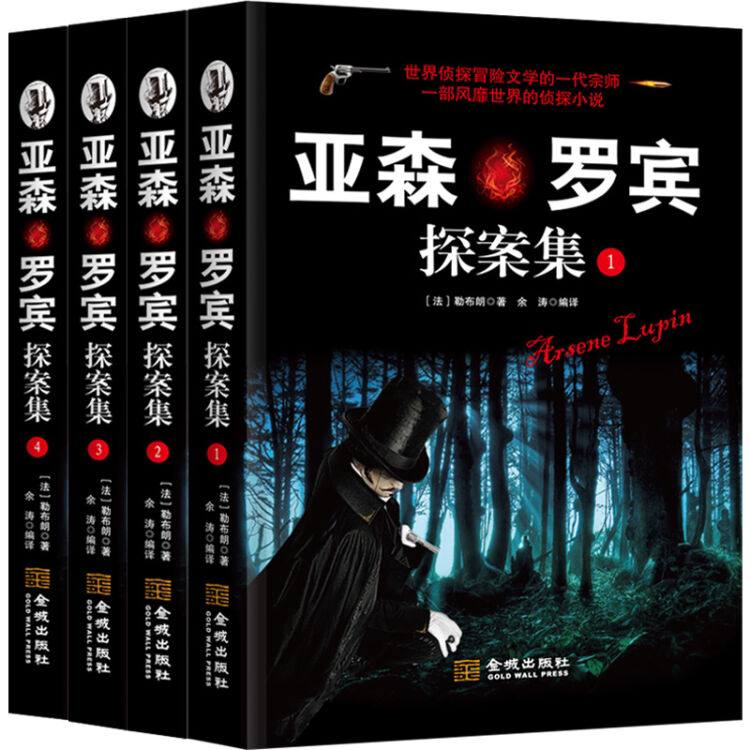 世界侦探冒险文学的一代宗师
一部风靡世界的侦探小说
亚森罗宾
探案集1
[法]勒布朗 著 余涛 编译
Arsene Lupin
金城出版社
GOLD WALL PRESS
亚森罗宾探案集4
[法]勒布朗 著
余涛 编译
金城出版社
GOLD WALL PRESS
亚森罗宾探案集3
[法]勒布朗 著
余涛 编译
金城出版社
GOLD WALL PRESS
亚森罗宾探案集2
[法]勒布朗 著
余涛 编译
金城出版社
GOLD WALL PRESS
亚森罗宾探案集1
[法]勒布朗 著
余涛 编译
金城出版社
GOLD WALL PRESS